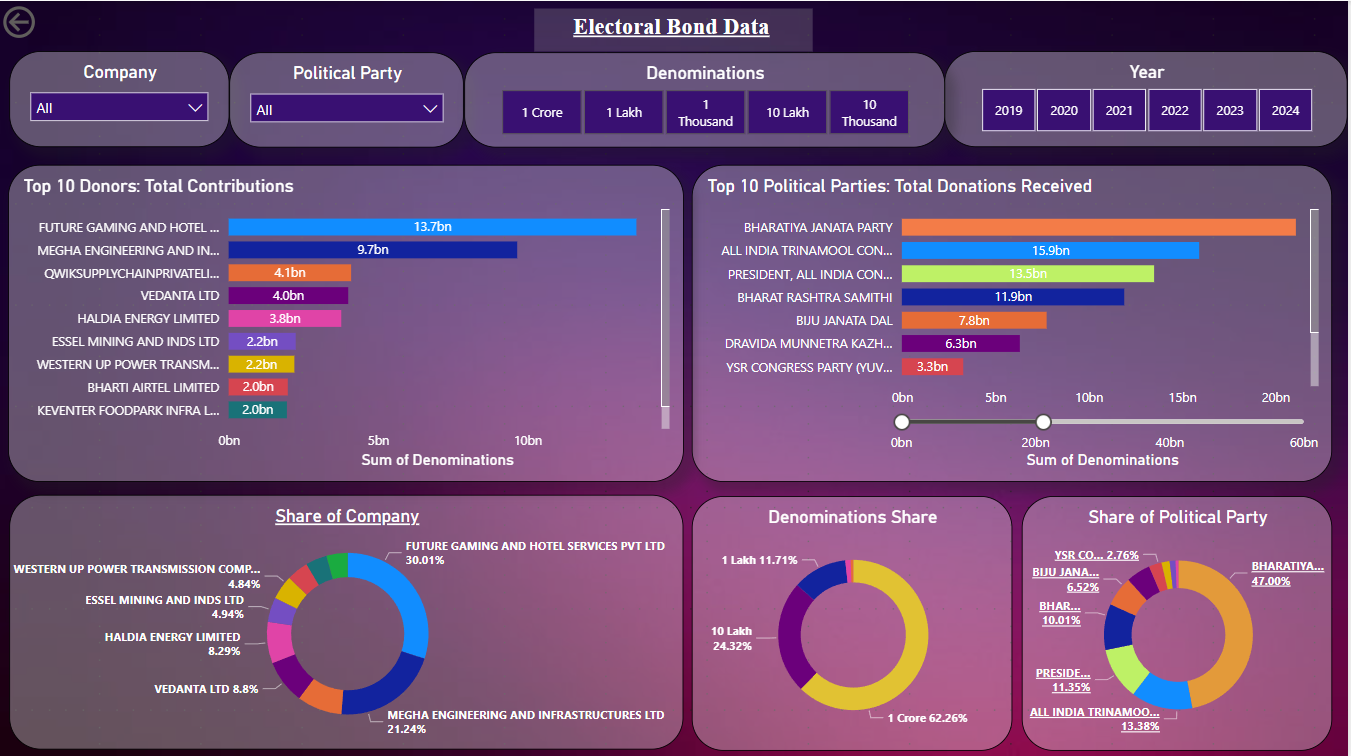 Electoral Bond Data
Company
All
Political Party
All
Denominations
1 Crore
1 Lakh
1
Thousand
10 Lakh
10
Thousand
Year
2019
2020
2021
2022
2023
2024
Top 10 Donors: Total Contributions
FUTURE GAMING AND HOTEL ...
13.7bn
MEGHA ENGINEERING AND IN...
9.7bn
QWIKSUPPLYCHAINPRIVATELI...
4.1bn
VEDANTA LTD
4.0bn
HALDIA ENERGY LIMITED
3.8bn
ESSEL MINING AND INDS LTD
2.2bn
WESTERN UP POWER TRANSM...
2.2bn
BHARTI AIRTEL LIMITED
2.0bn
KEVENTER FOODPARK INFRA L...
2.0bn
0bn
5bn
10bn
Sum of Denominations
Top 10 Political Parties: Total Donations Received
BHARATIYA JANATA PARTY
ALL INDIA TRINAMOOL CON...
15.9bn
PRESIDENT, ALL INDIA CON...
13.5bn
BHARAT RASHTRA SAMITHI
11.9bn
BIJU JANATA DAL
7.8bn
DRAVIDA MUNNETRA KAZH...
6.3bn
YSR CONGRESS PARTY (YUV...
3.3bn
0bn
5bn
10bn
15bn
20bn
0bn
20bn
40bn
60bn
Sum of Denominations
Share of Company
FUTURE GAMING AND HOTEL SERVICES PVT LTD
30.01%
WESTERN UP POWER TRANSMISSION COMP...
4.84%
ESSEL MINING AND INDS LTD
4.94%
HALDIA ENERGY LIMITED
8.29%
VEDANTA LTD 8.8%
MEGHA ENGINEERING AND INFRASTRUCTURES LTD
21.24%
Denominations Share
1 Lakh 11.71%
10 Lakh
24.32%
1 Crore 62.26%
Share of Political Party
YSR CO... 2.76%
BHARATIYA...
47.00%
BIJU JANA...
6.52%
BHAR...
10.01%
PRESIDE...
11.35%
ALL INDIA TRINAMOO...
13.38%